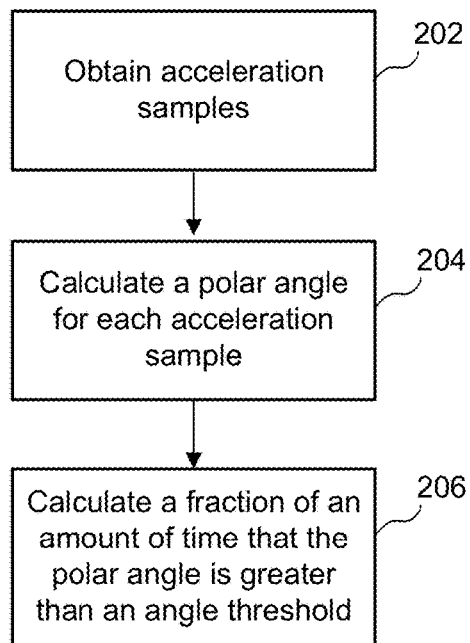 202
Obtain acceleration
samples
204
Calculate a polar angle
for each acceleration
sample
206
Calculate a fraction of an
amount of time that the
polar angle is greater
than an angle threshold